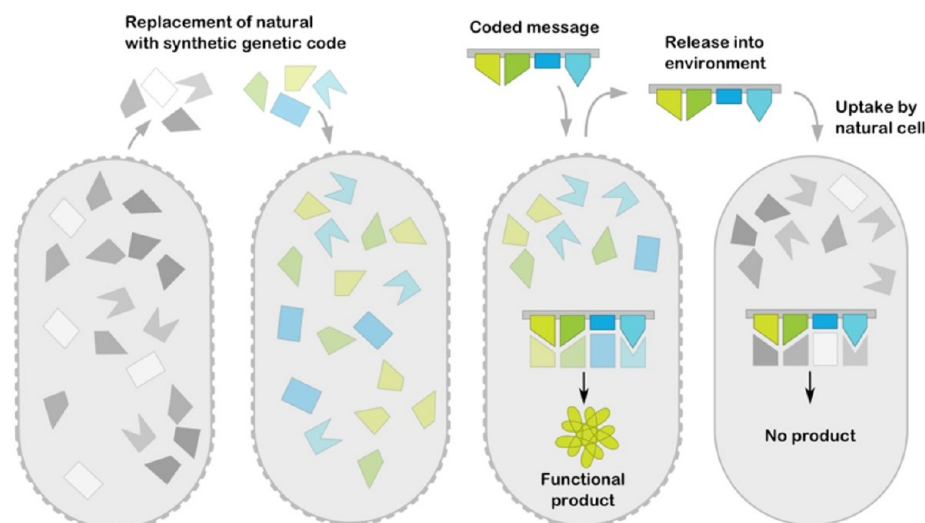 Replacement of natural
with synthetic genetic code
Coded message
Release into
environment
Uptake by
natural cell
Functional
product
No product